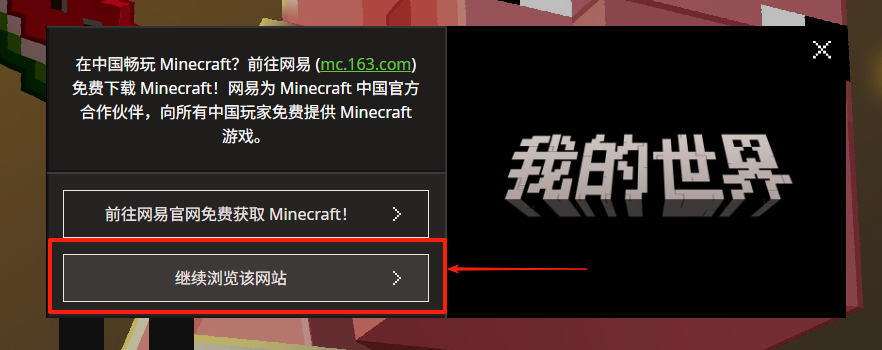 在中国畅玩 Minecraft？前往网易 (mc.163.com)
免费下载 Minecraft！网易为 Minecraft 中国官方
合作伙伴，向所有中国玩家免费提供 Minecraft
游戏。
前往网易官网免费获取 Minecraft！
继续浏览该网站
我的世界